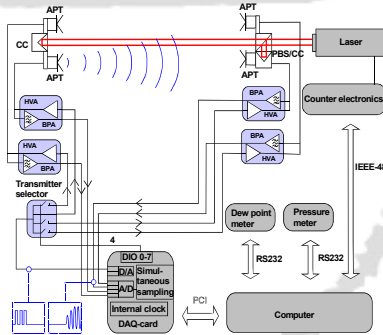 APT
APT
CC
PBS/CC
Laser
APT
APT
Counter electronics
HVA
BPA
BPA
HVA
HVA
BPA
BPA
HVA
IEEE-48
Transmitter
selector
Dew point
meter
Pressure
meter
4
DIO 0-7
D/A
A/D
Simul-
taneous
sampling
RS232
RS232
Internal clock
DAQ-card
PCI
Computer